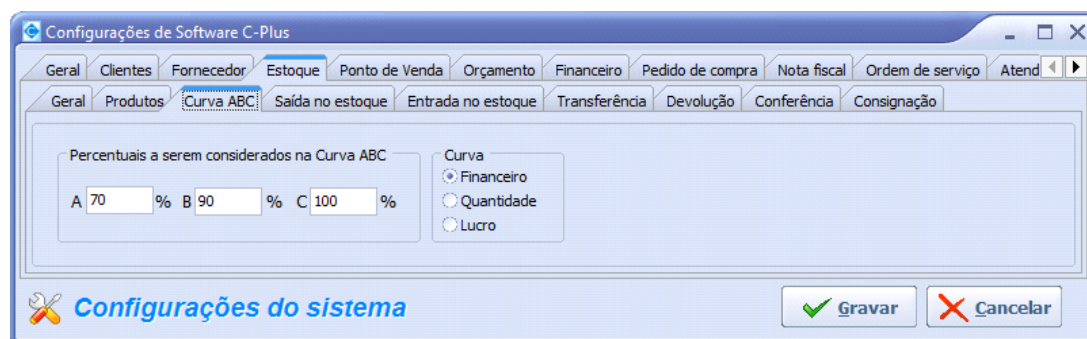 Configurações de Software C-Plus
Geral Clientes Fornecedor Estoque Ponto de Venda Orçamento Financeiro Pedido de compra Nota fiscal Ordem de serviço Atend
Geral Produtos Curva ABC Saída no estoque Entrada no estoque Transferência Devolução Conferência Consignação
Percentuais a serem considerados na Curva ABC
A 70 % B 90 % C 100 %
Curva
Financeiro
Quantidade
Lucro
Configurações do sistema
Gravar Cancelar